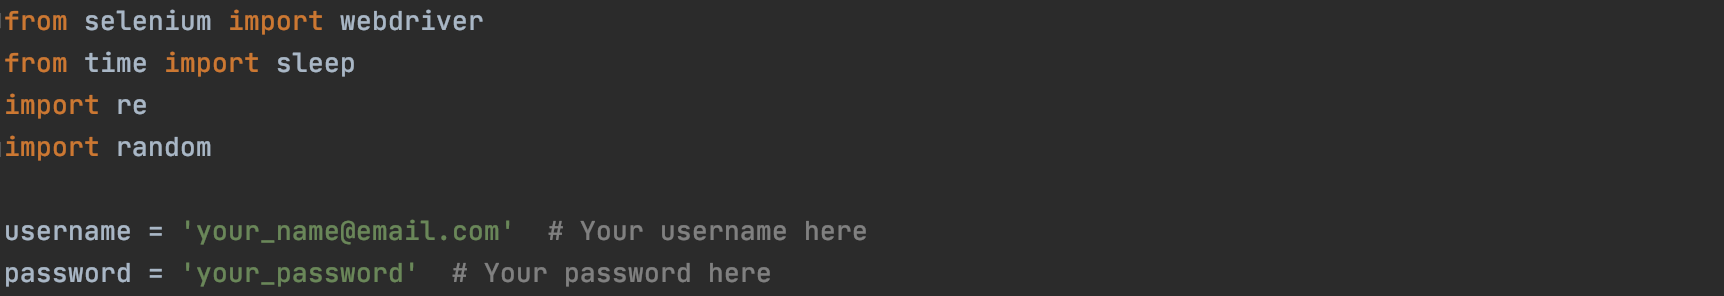 from selenium import webdriver
from time import sleep
import re
import random
username = 'your_name@email.com'  # Your username here
password = 'your_password'  # Your password here